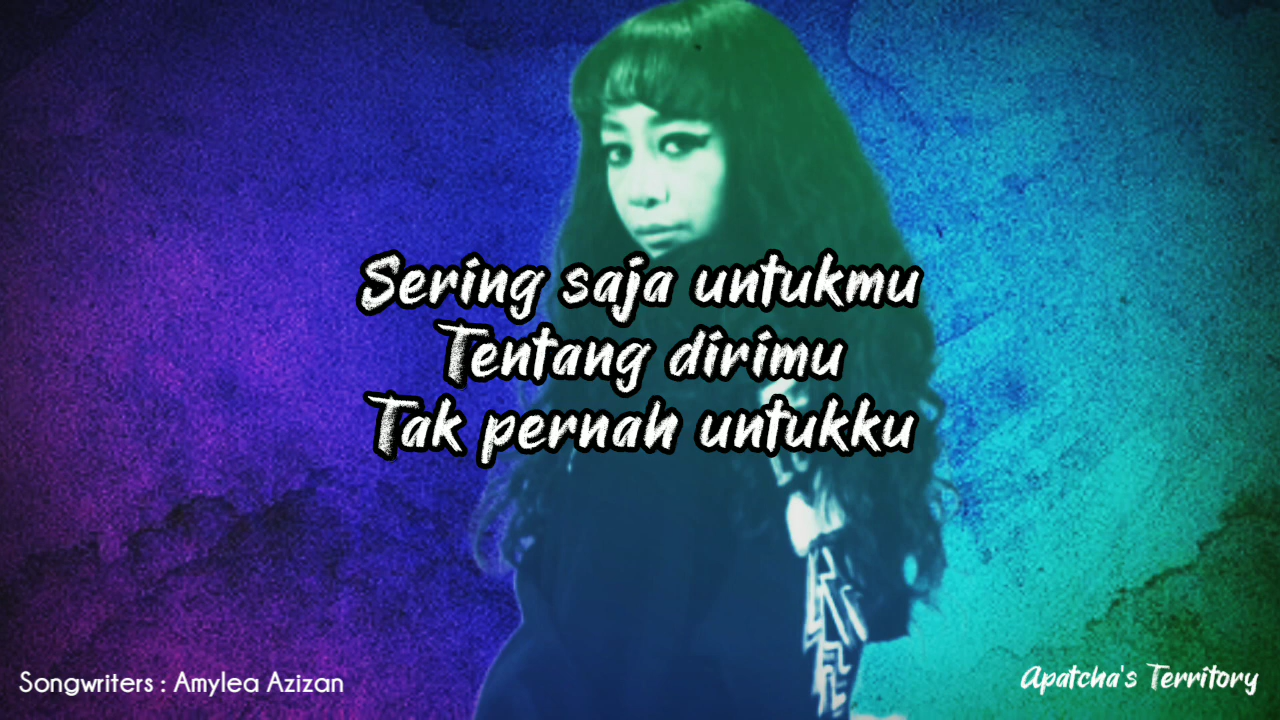 Sering saja untukmu
Tentang dirimu
Tak pernah untukku
Songwriters : Amylea Azizan
Apatcha's Territory